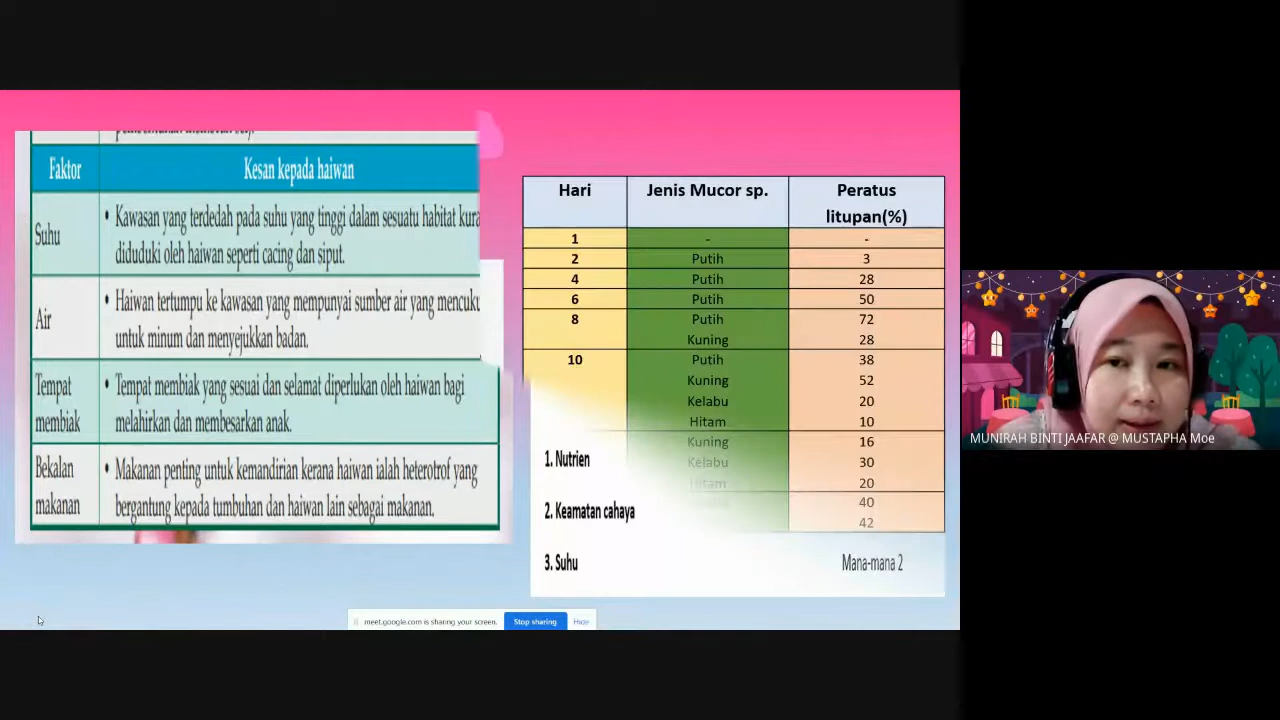 Faktor Kesan kepada haiwan
Suhu
• Kawasan yang terdedah pada suhu yang tinggi dalam sesuatu habitat kura
diduduki oleh haiwan seperti cacing dan siput.
Air
• Haiwan tertumpu ke kawasan yang mempunyai sumber air yang mencuku
untuk minum dan menyejukkan badan.
Tempat
membiak
• Tempat membiak yang sesuai dan selamat diperlukan oleh haiwan bagi
melahirkan dan membesarkan anak.
Bekalan
makanan
• Makanan penting untuk kemandirian kerana haiwan ialah heterotrof yang
bergantung kepada tumbuhan dan haiwan lain sebagai makanan.
Hari Jenis Mucor sp. Peratus
litupan(%)
1 - -
2 Putih 3
4 Putih 28
6 Putih 50
8 Putih 72
Kuning 28
10 Putih 38
Kuning 52
Kelabu 20
Hitam 10
Kuning 16
Kelabu 30
Hitam 20
40
42
1. Nutrien
2. Keamatan cahaya
3. Suhu
Mana-mana 2
meet.google.com is sharing your screen. Stop sharing Hide
MUNIRAH BINTI JAAFAR @ MUSTAPHA Moe